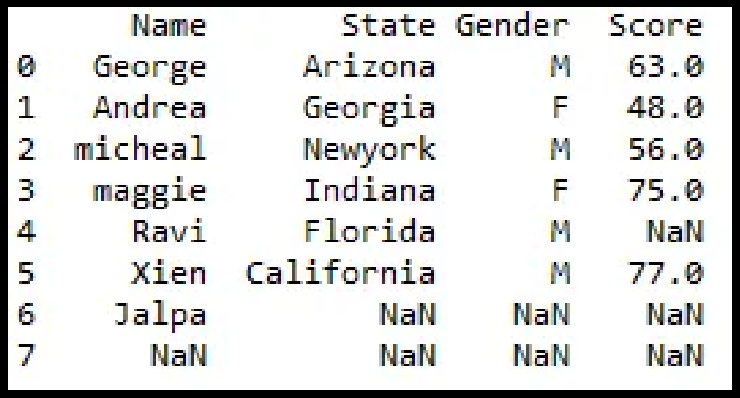 Name State Gender Score
0 George Arizona M 63.0
1 Andrea Georgia F 48.0
2 micheal Newyork M 56.0
3 maggie Indiana F 75.0
4 Ravi Florida M NaN
5 Xien California M 77.0
6 Jalpa NaN NaN NaN
7 NaN NaN NaN NaN